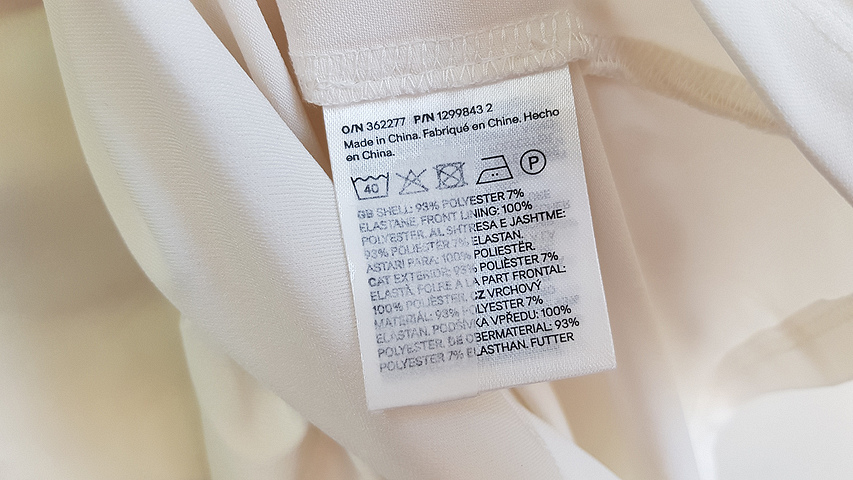 O/N 362277 P/N 1299843 2
Made in China. Fabriqué en Chine. Hecho
en China.
40 P
GB SHELL: 93% POLYESTER 7%
ELASTANE. FRONT LINING: 100%
POLYESTER. AL SHTRESA E JASHTME:
93% POLIESTER 7% ELASTAN.
ASTARI PARA: 100% POLIESTËR.
CAT EXTERIOR: 93% POLIÈSTER 7%
ELASTÀ. FOLRE A LA PART FRONTAL:
100% POLIÈSTER. CZ VRCHOVÝ
MATERIÁL: 93% POLYESTER 7%
ELASTAN. PODŠÍVKA VPŘEDU: 100%
POLYESTER. DE OBERMATERIAL: 93%
POLYESTER 7% ELASTHAN. FUTTER